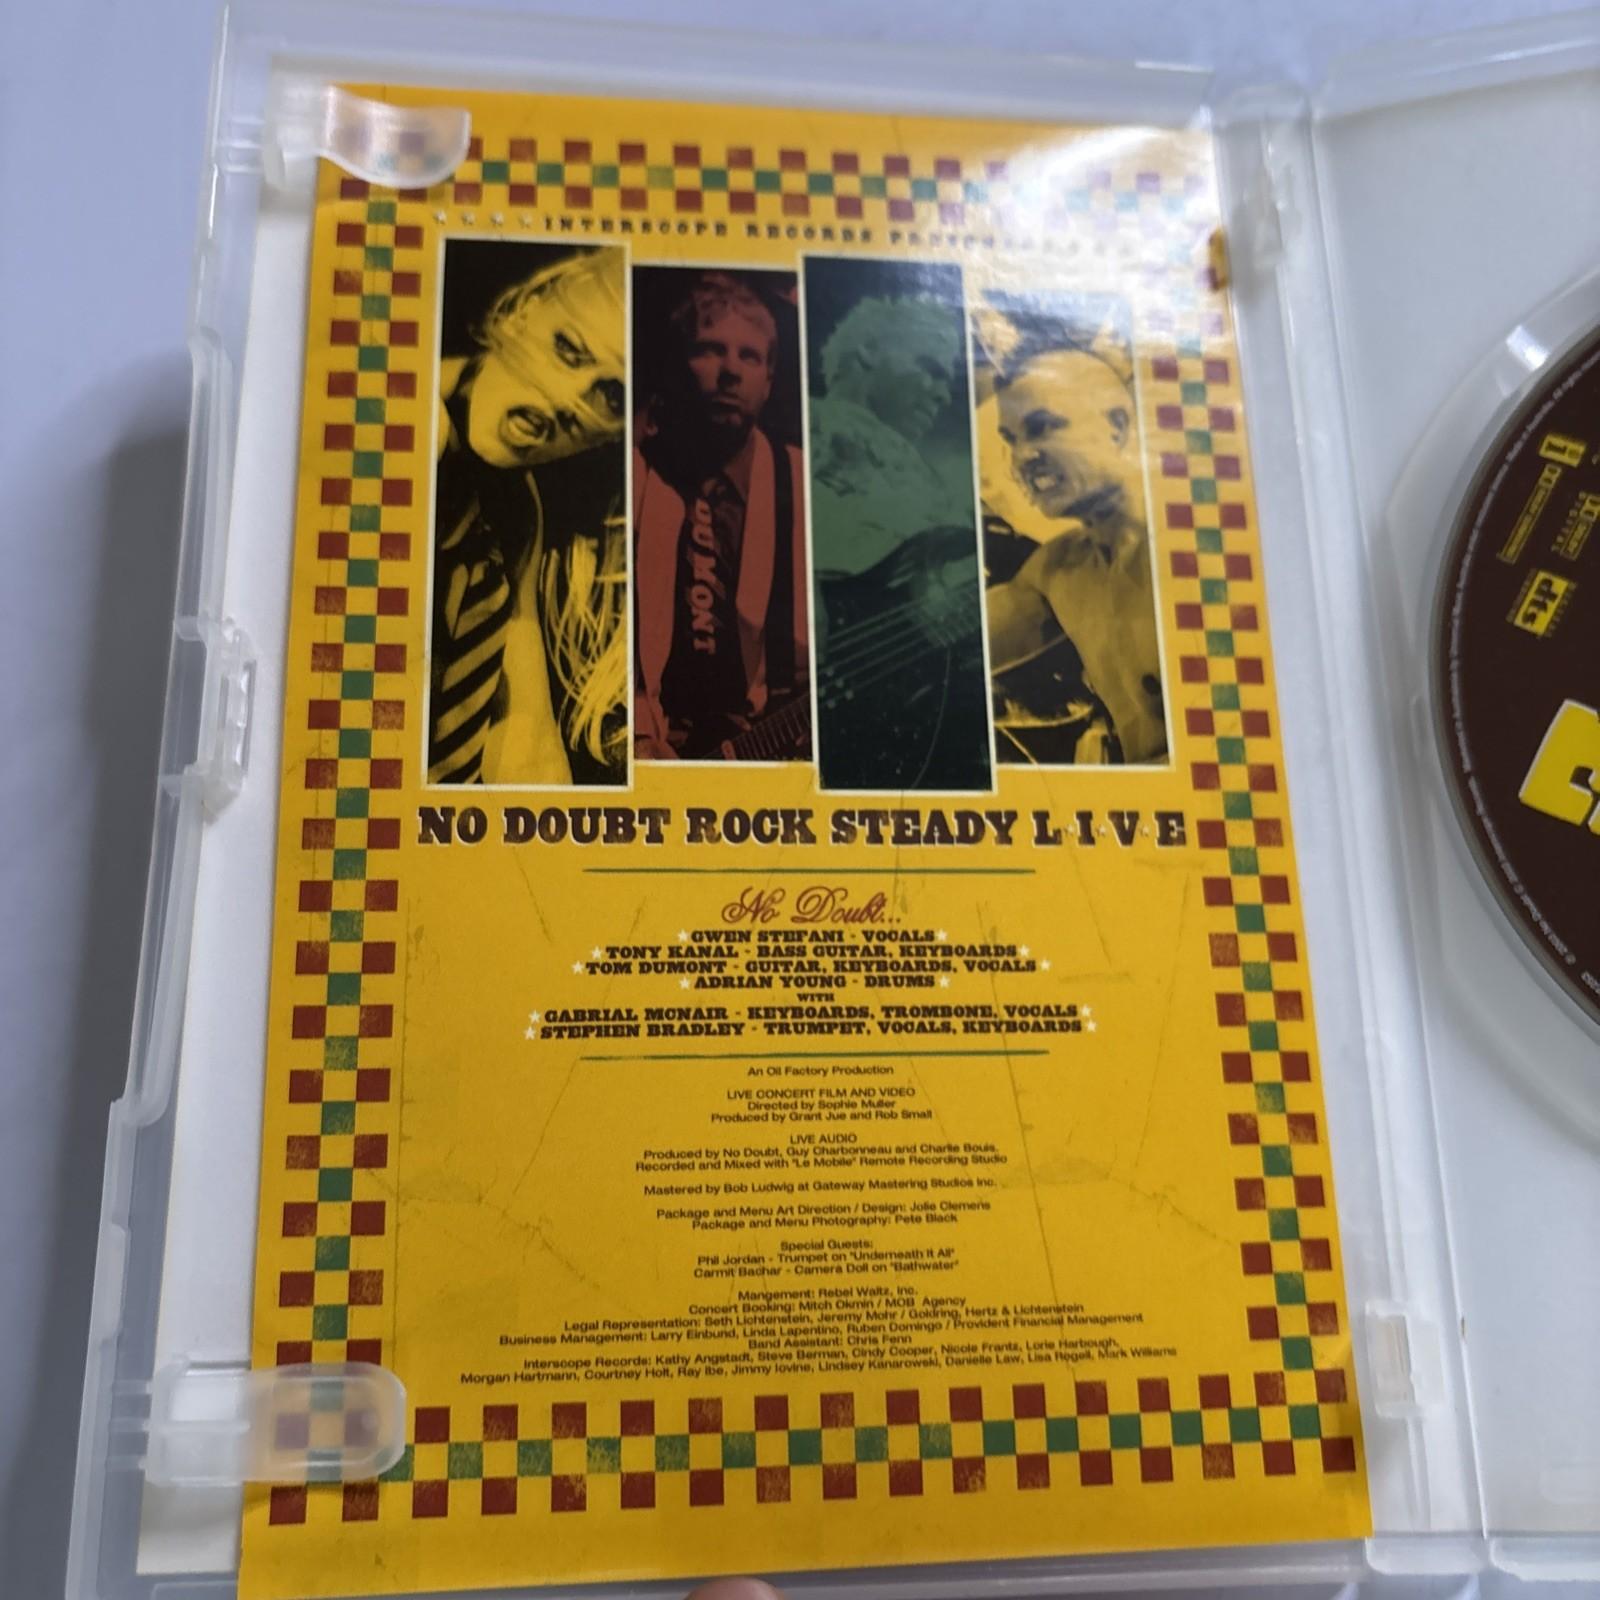 INTERSCOPE RECORDS
DUMONT
NO DOUBT ROCK STEADY L·I·V·E
No Doubt...
GWEN STEFANI - VOCALS
TONY KANAL - BASS GUITAR, KEYBOARDS
TOM DUMONT - GUITAR, KEYBOARDS, VOCALS
ADRIAN YOUNG - DRUMS
WITH
GABRIAL MCNAIR - KEYBOARDS, TROMBONE, VOCALS
STEPHEN BRADLEY - TRUMPET, VOCALS, KEYBOARDS
An Oil Factory Production
LIVE CONCERT FILM AND VIDEO
Directed by Sophie Muller
Produced by Grant Jue and Rob Small
LIVE AUDIO
Produced by No Doubt, Guy Charbonneau and Charlie Bouis.
Recorded and Mixed with "Le Mobile" Remote Recording Studio
Mastered by Bob Ludwig at Gateway Mastering Studios Inc.
Package and Menu Art Direction / Design: Jolie Clemens
Package and Menu Photography: Pete Black
Special Guests:
Phil Jordan - Trumpet on "Underneath It All"
Carmit Bachar - Camera Doll on "Bathwater"
Mangement: Rebel Waltz, Inc.
Concert Booking: Mitch Okmin / MOB Agency
Legal Representation: Seth Lichtenstein, Jeremy Mohr / Goldring, Hertz & Lichtenstein
Business Management: Larry Einbund, Linda Lapentino, Ruben Domingo / Provident Financial Management
Band Assistant: Chris Fenn
Interscope Records: Kathy Angstadt, Steve Berman, Cindy Cooper, Nicole Frantz, Lorie Harbough,
Morgan Hartmann, Courtney Holt, Ray Ibe, Jimmy Iovine, Lindsey Kanarowski, Danielle Law, Lisa Rogell, Mark Williams
dts